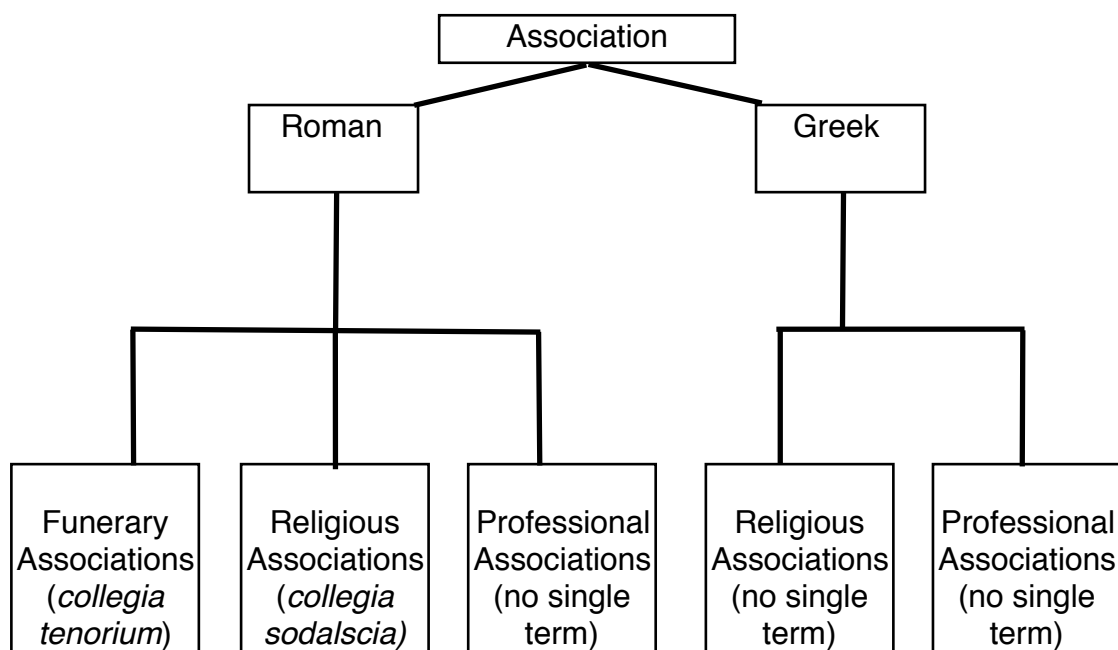 Association
Roman
Greek
Funerary
Associations
(collegia
tenorium)
Religious
Associations
(collegia
sodalscia)
Professional
Associations
(no single
term)
Religious
Associations
(no single
term)
Professional
Associations
(no single
term)